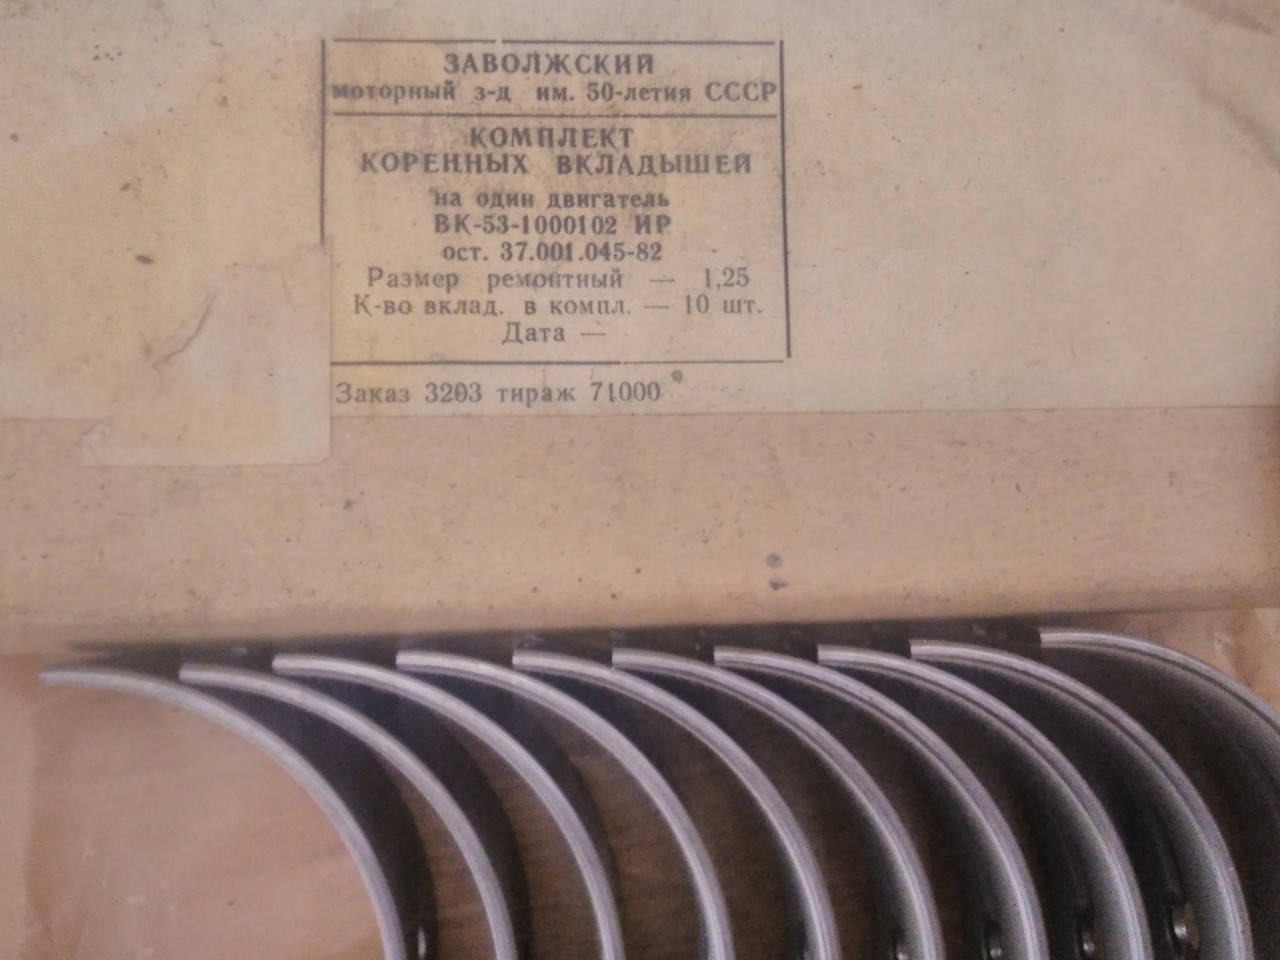 ЗАВОЛЖСКИЙ
моторный з-д им. 50-летия СССР
КОМПЛЕКТ
КОРЕННЫХ ВКЛАДЫШЕЙ
на один двигатель
ВК-53-1000102 ИР
ост. 37.001.045-82
Размер ремонтный — 1,25
К-во вклад. в компл. — 10 шт.
Дата —
Заказ 3203 тираж 71000